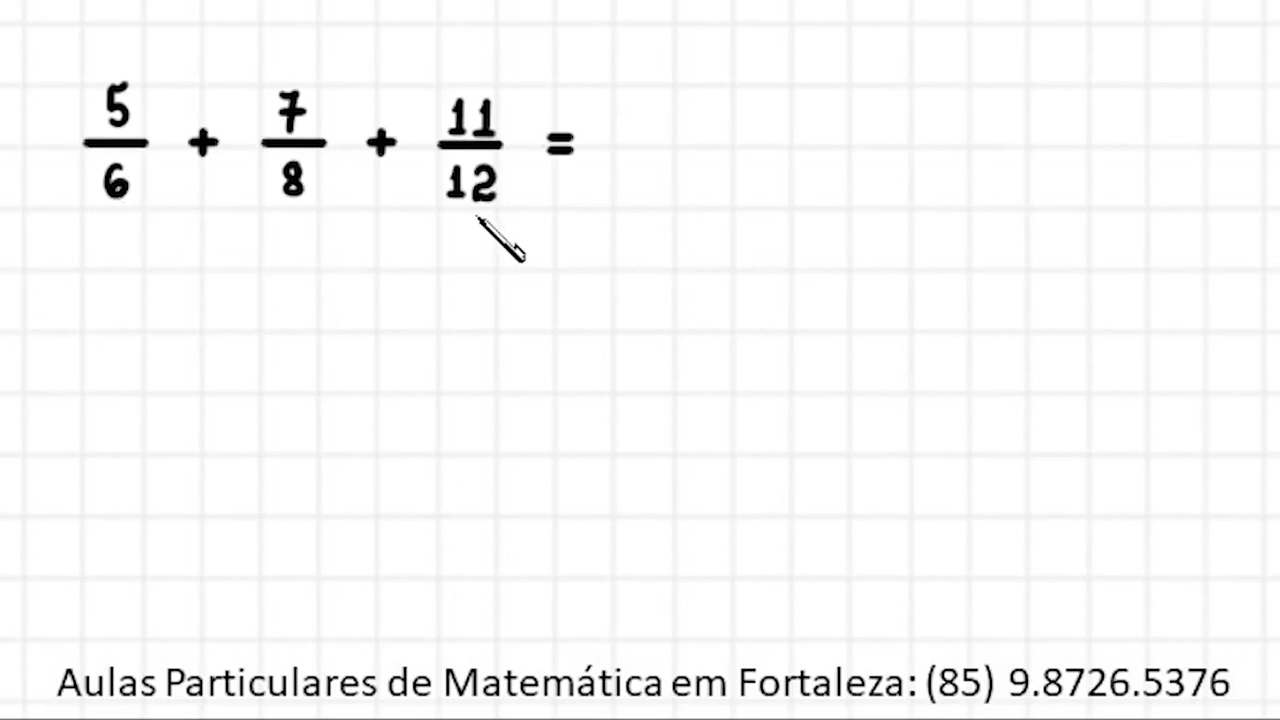 5/6 + 7/8 + 11/12 =
Aulas Particulares de Matemática em Fortaleza: (85) 9.8726.5376